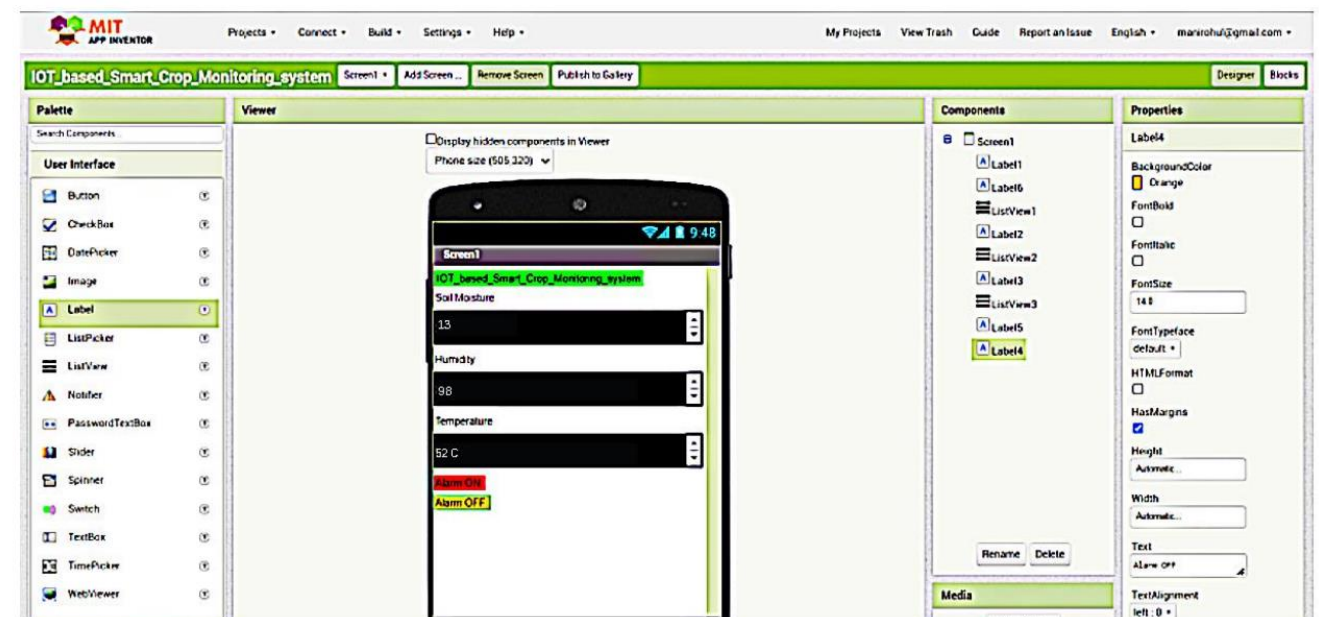 MIT
APP INVENTOR
Projects Connect Build Settings Help My Projects View Trash Guide Report an Issue English manirohul@gmail.com
IOT_based_Smart_Crop_Monitoring_system Screen1 Add Screen ... Remove Screen Publish to Gallery Designer Blocks
Palette
Search Components...
User Interface
Button
CheckBox
DatePicker
Image
Label
ListPicker
ListView
Notifier
PasswordTextBox
Slider
Spinner
Switch
TextBox
TimePicker
WebViewer
Viewer
Display hidden components in Viewer
Phone size (505,320)
9:48
Screen1
IOT_based_Smart_Crop_Monitoring_system
Soil Moisture
13
Humidity
98
Temperature
52 C
Alarm ON
Alarm OFF
Components
Screen1
Label1
Label6
ListView1
Label2
ListView2
Label3
ListView3
Label5
Label4
Rename Delete
Media
Properties
Label4
BackgroundColor
Orange
FontBold
FontItalic
FontSize
14.0
FontTypeface
default
HTMLFormat
HasMargins
Height
Automatic...
Width
Automatic...
Text
Alarm OFF
TextAlignment
left : 0